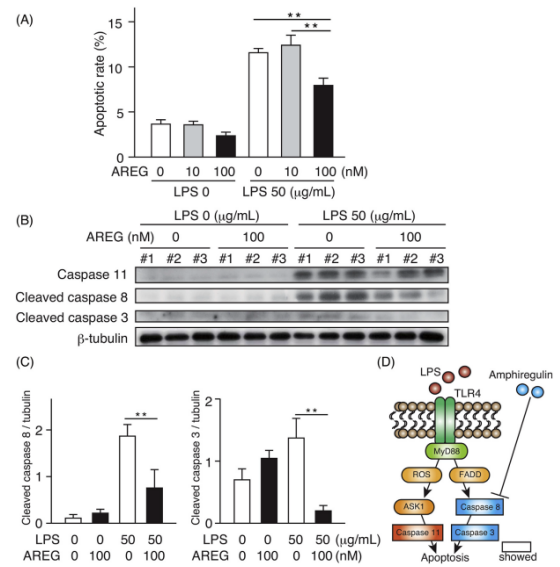 (A)
Apoptotic rate (%)
15
10
5
0
** **
AREG 0 10 100 0 10 100 (nM)
LPS 0 LPS 50 (μg/mL)
(B)
LPS 0 (μg/mL) LPS 50 (μg/mL)
AREG (nM) 0 100 0 100
#1 #2 #3 #1 #2 #3 #1 #2 #3 #1 #2 #3
Caspase 11
Cleaved caspase 8
Cleaved caspase 3
β-tubulin
(C)
Cleaved caspase 8 / tubulin
2
1
0
**
LPS 0 0 50 50
AREG 0 100 0 100
Cleaved caspase 3 / tubulin
2
1
0
**
0 0 50 50 (μg/mL)
0 100 0 100 (nM)
(D)
LPS
Amphiregulin
TLR4
MyD88
ROS FADD
ASK1 Caspase 8
Caspase 11 Caspase 3
Apoptosis showed